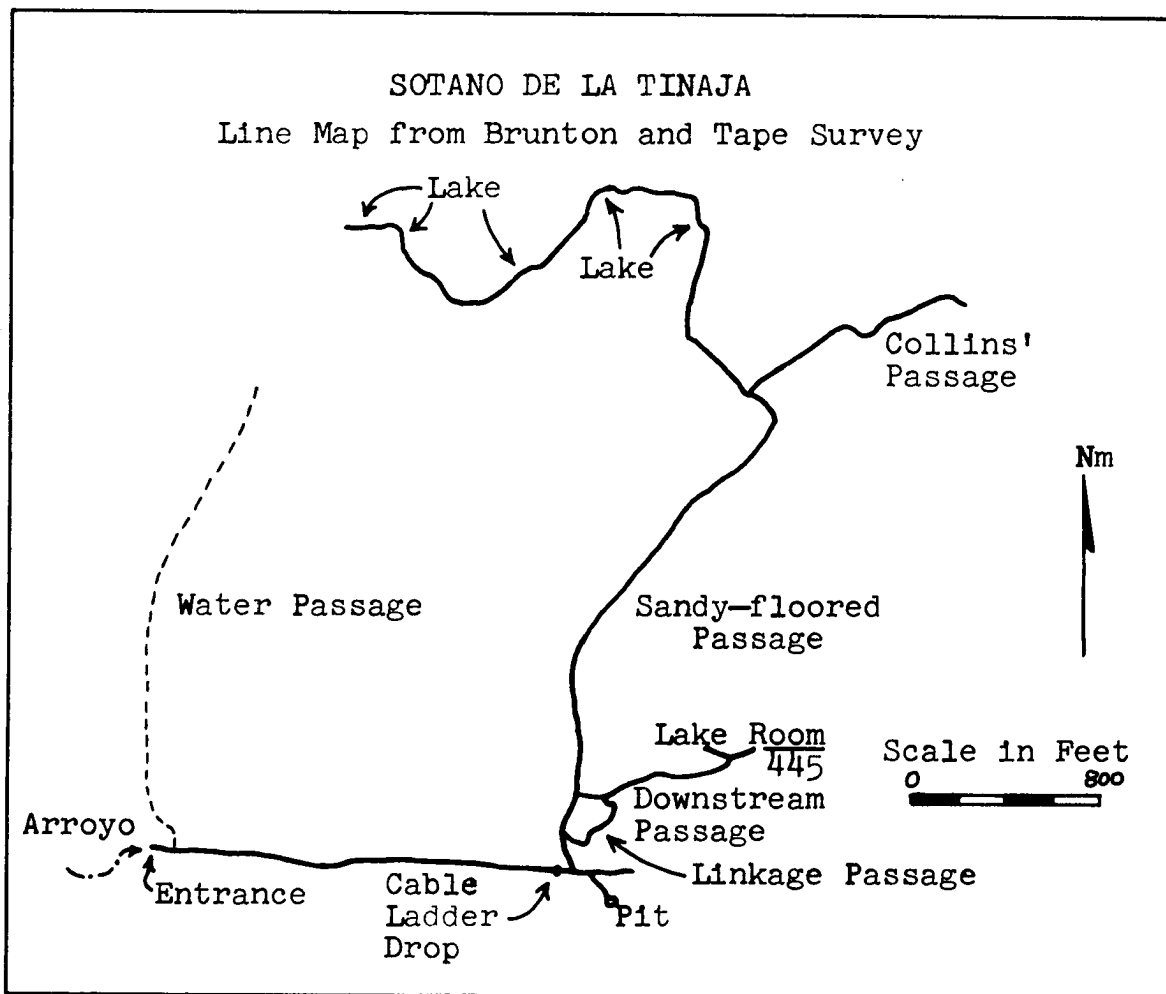 SOTANO DE LA TINAJA
Line Map from Brunton and Tape Survey
Lake
Lake
Collins'
Passage
Nm
Water Passage
Sandy-floored
Passage
Lake Room
445
Scale in Feet
0 800
Downstream
Passage
Arroyo
Linkage Passage
Entrance
Cable
Ladder
Drop
Pit